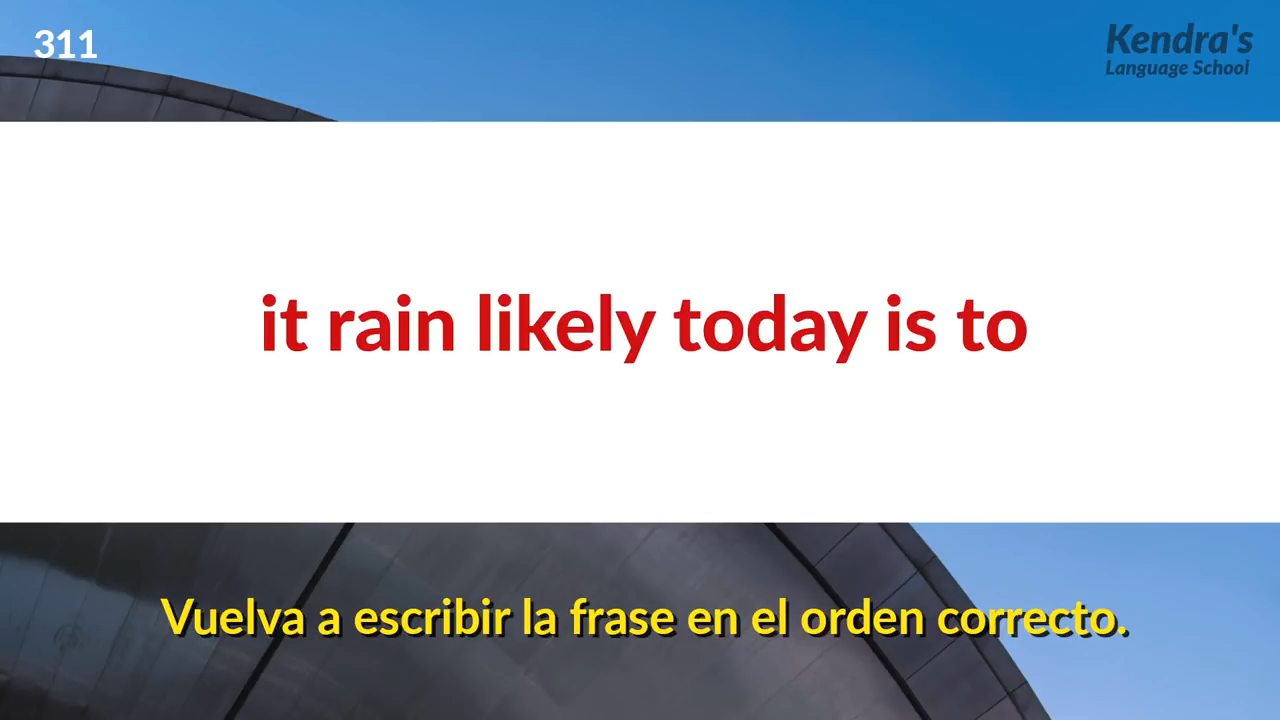 311
Kendra's
Language School
it rain likely today is to
Vuelva a escribir la frase en el orden correcto.